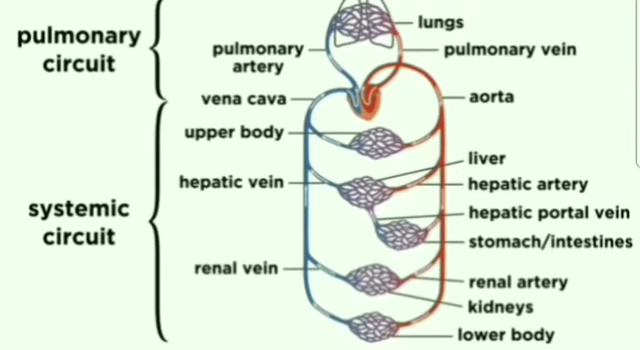 lungs
pulmonary
circuit
pulmonary
artery
pulmonary vein
vena cava
aorta
upper body
liver
hepatic vein
hepatic artery
systemic
circuit
hepatic portal vein
stomach/intestines
renal vein
renal artery
kidneys
lower body